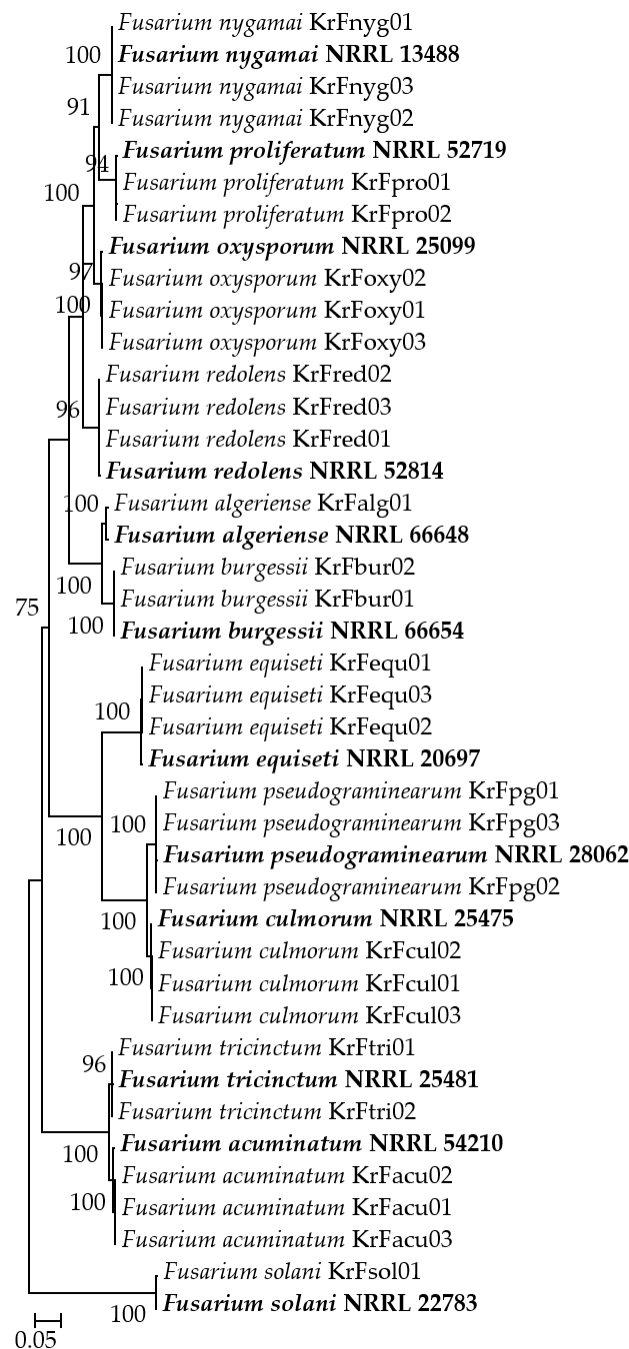 Fusarium nygamai KrFnyg01
100
Fusarium nygamai NRRL 13488
Fusarium nygamai KrFnyg03
91
Fusarium nygamai KrFnyg02
Fusarium proliferatum NRRL 52719
94
Fusarium proliferatum KrFpro01
100
Fusarium proliferatum KrFpro02
Fusarium oxysporum NRRL 25099
97
Fusarium oxysporum KrFoxy02
100
Fusarium oxysporum KrFoxy01
Fusarium oxysporum KrFoxy03
Fusarium redolens KrFred02
96
Fusarium redolens KrFred03
Fusarium redolens KrFred01
Fusarium redolens NRRL 52814
100
Fusarium algeriense KrFalg01
Fusarium algeriense NRRL 66648
Fusarium burgessii KrFbur02
100
Fusarium burgessii KrFbur01
75
100
Fusarium burgessii NRRL 66654
Fusarium equiseti KrFequ01
Fusarium equiseti KrFequ03
100
Fusarium equiseti KrFequ02
Fusarium equiseti NRRL 20697
Fusarium pseudograminearum KrFpg01
100
100
Fusarium pseudograminearum KrFpg03
Fusarium pseudograminearum NRRL 28062
Fusarium pseudograminearum KrFpg02
100
Fusarium culmorum NRRL 25475
Fusarium culmorum KrFcul02
100
Fusarium culmorum KrFcul01
Fusarium culmorum KrFcul03
Fusarium tricinctum KrFtri01
96
Fusarium tricinctum NRRL 25481
Fusarium tricinctum KrFtri02
100
Fusarium acuminatum NRRL 54210
Fusarium acuminatum KrFacu02
100
Fusarium acuminatum KrFacu01
Fusarium acuminatum KrFacu03
Fusarium solani KrFsol01
100
Fusarium solani NRRL 22783
0.05